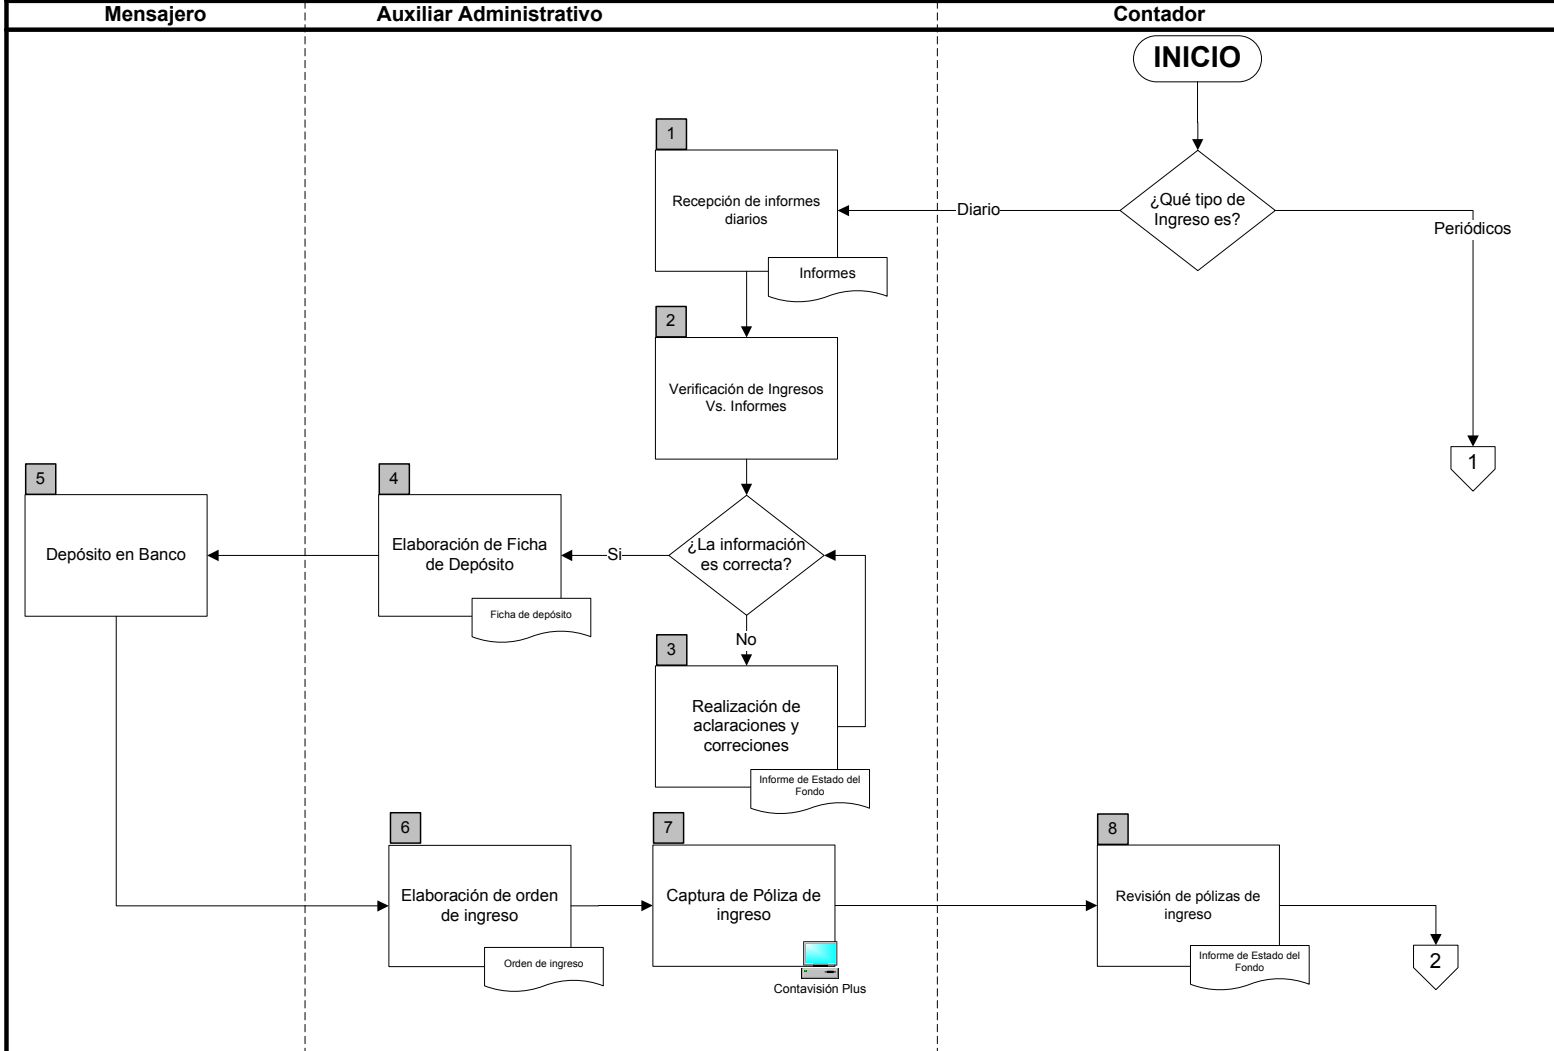 Mensajero
Auxiliar Administrativo
Contador
INICIO
1
Recepción de informes
diarios
Informes
Diario
¿Qué tipo de
Ingreso es?
Periódicos
2
Verificación de Ingresos
Vs. Informes
1
5
Depósito en Banco
4
Elaboración de Ficha
de Depósito
Ficha de depósito
Si
¿La información
es correcta?
No
3
Realización de
aclaraciones y
correciones
Informe de Estado del
Fondo
6
Elaboración de orden
de ingreso
Orden de ingreso
7
Captura de Póliza de
ingreso
Contavisión Plus
8
Revisión de pólizas de
ingreso
Informe de Estado del
Fondo
2